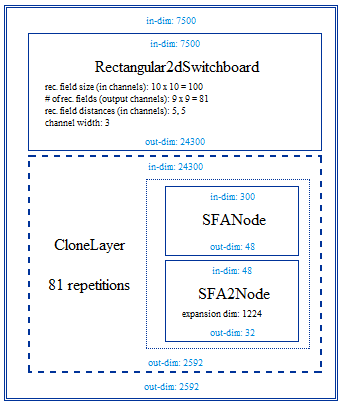 in-dim: 7500
in-dim: 7500
Rectangular2dSwitchboard
rec. field size (in channels): 10 x 10 = 100
# of rec. fields (output channels): 9 x 9 = 81
rec. field distances (in channels): 5, 5
channel width: 3
out-dim: 24300
in-dim: 24300
CloneLayer
81 repetitions
in-dim: 300
SFANode
out-dim: 48
in-dim: 48
SFA2Node
expansion dim: 1224
out-dim: 32
out-dim: 2592
out-dim: 2592